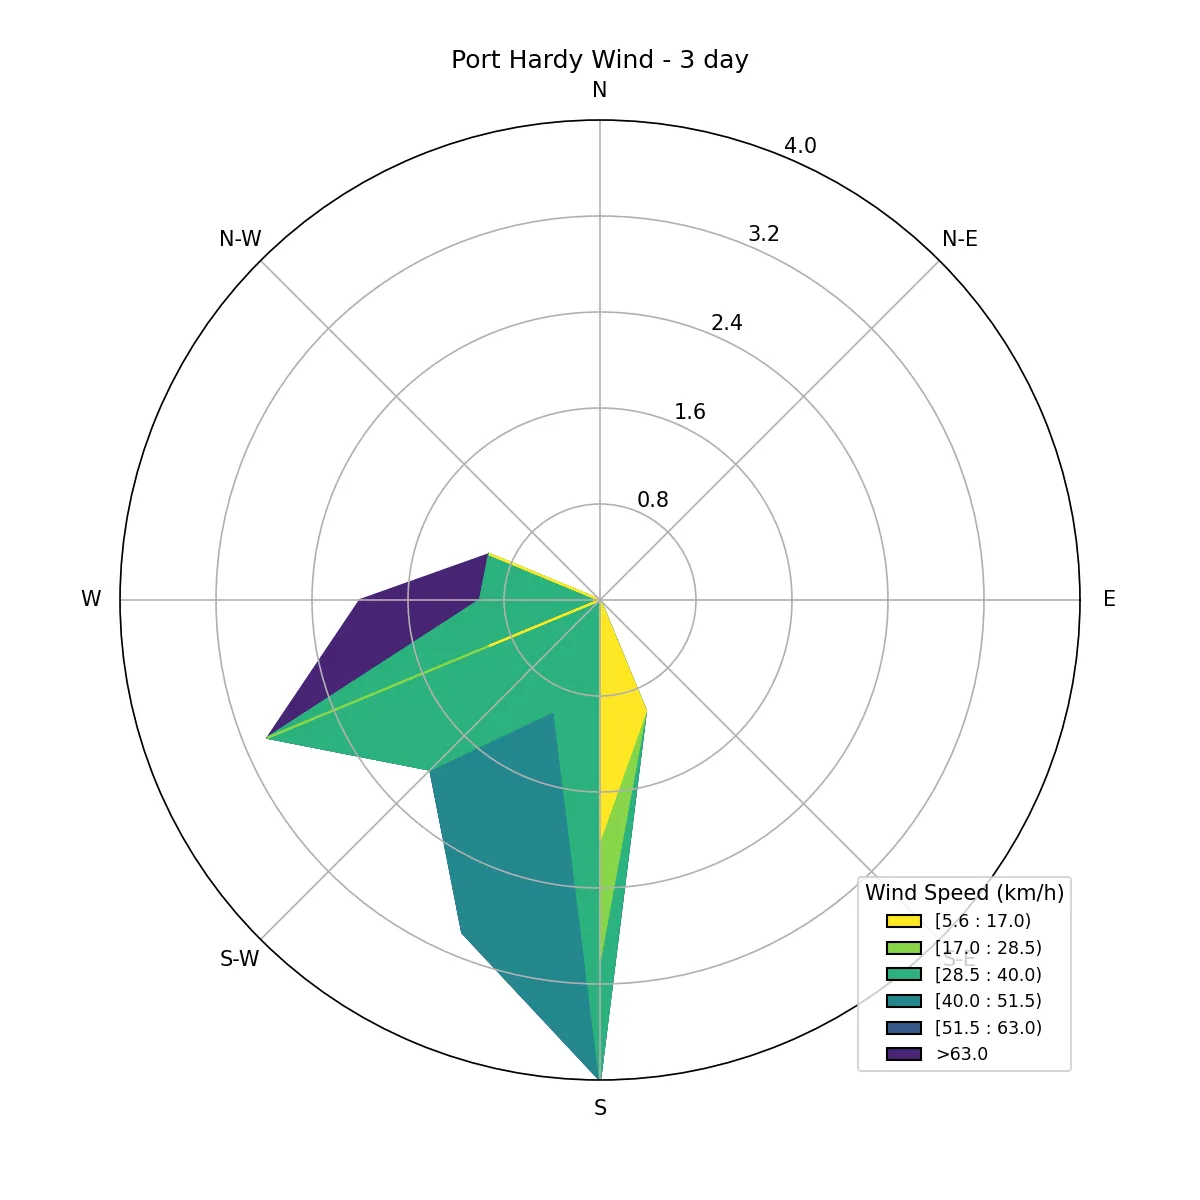 Port Hardy Wind - 3 day
N
4.0
N-W
3.2
N-E
2.4
1.6
0.8
W
E
Wind Speed (km/h)
[5.6 : 17.0)
[17.0 : 28.5)
S-W
S-E
[28.5 : 40.0)
[40.0 : 51.5)
[51.5 : 63.0)
>63.0
S